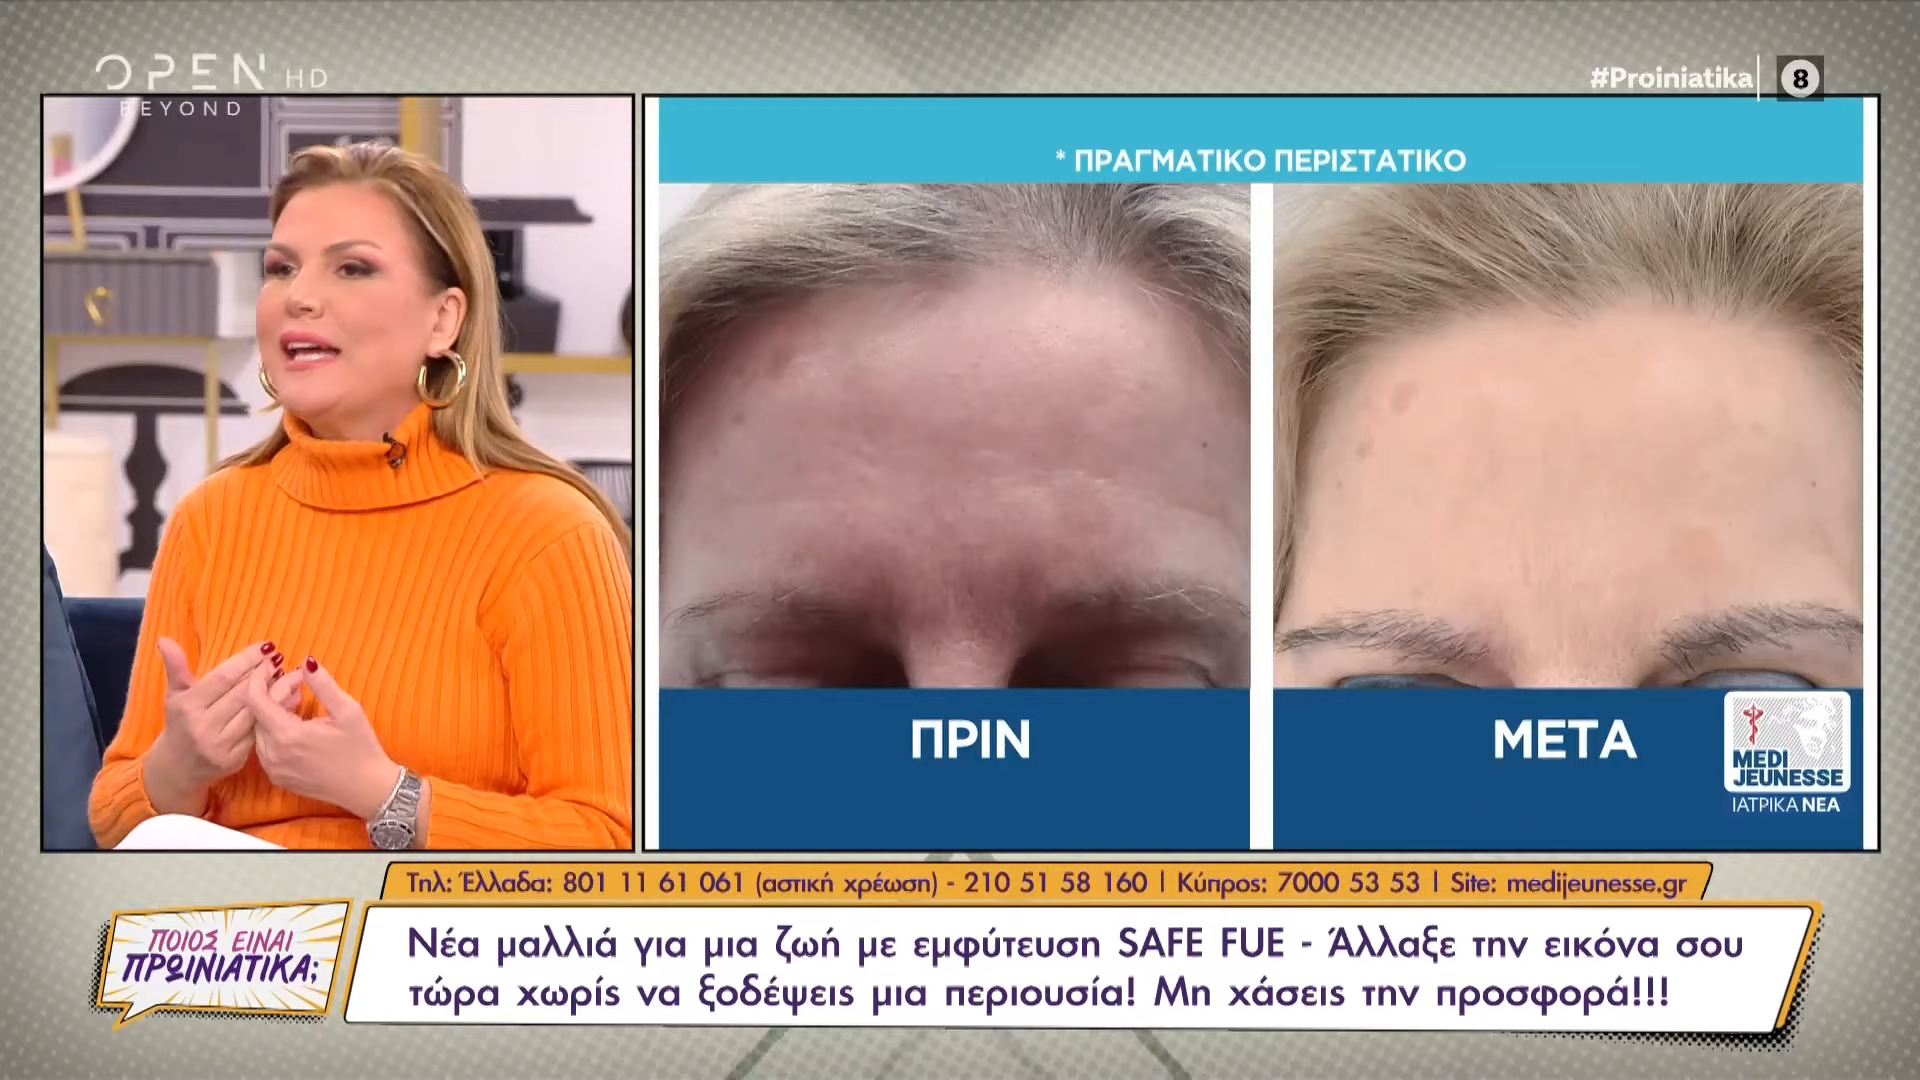 OPEN HD
BEYOND
#Proiniatika
8
* ΠΡΑΓΜΑΤΙΚΟ ΠΕΡΙΣΤΑΤΙΚΟ
ΠΡΙΝ
ΜΕΤΑ
MEDI
JEUNESSE
ΙΑΤΡΙΚΑ ΝΕΑ
Τηλ: Έλλαδα: 801 11 61 061 (αστική χρέωση) - 210 51 58 160 | Κύπρος: 7000 53 53 | Site: medijeunesse.gr
ΠΟΙΟΣ ΕΙΝΑΙ
ΠΡΩΙΝΙΑΤΙΚΑ;
Νέα μαλλιά για μια ζωή με εμφύτευση SAFE FUE - Άλλαξε την εικόνα σου
τώρα χωρίς να ξοδέψεις μια περιουσία! Μη χάσεις την προσφορά!!!